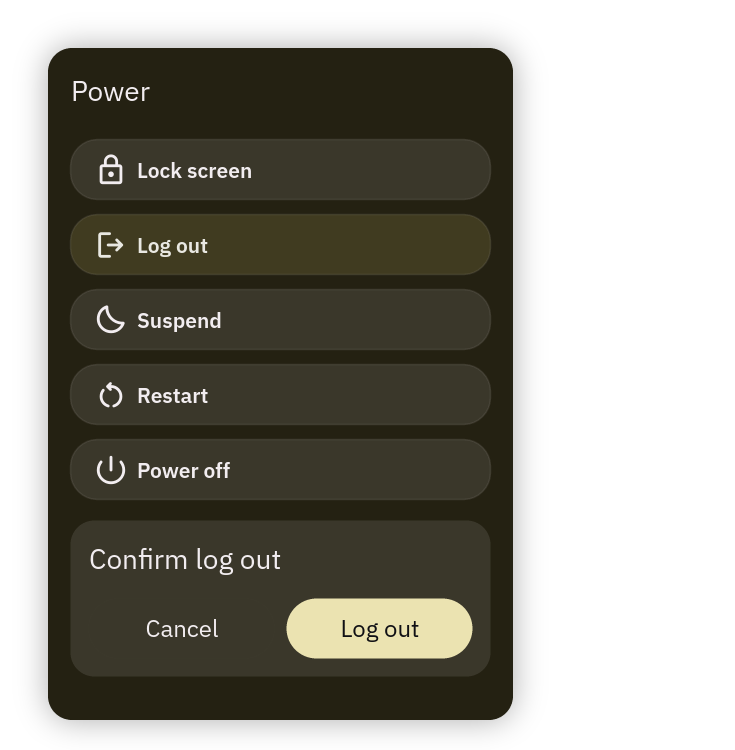 Power
Lock screen
Log out
Suspend
Restart
Power off
Confirm log out
Cancel
Log out